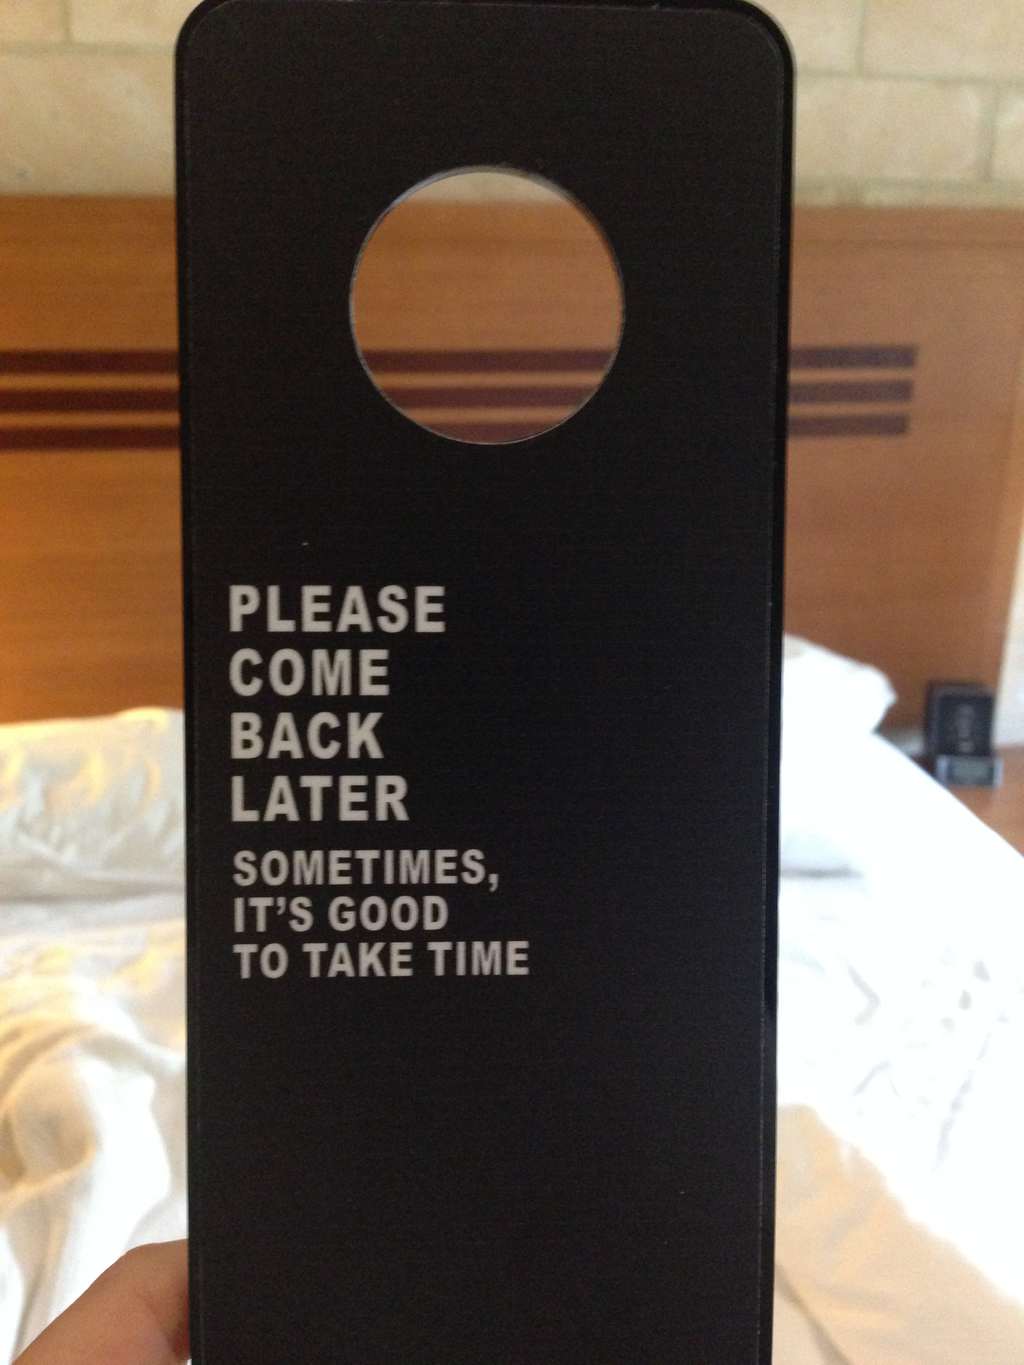 PLEASE
COME
BACK
LATER
SOMETIMES,
IT'S GOOD
TO TAKE TIME